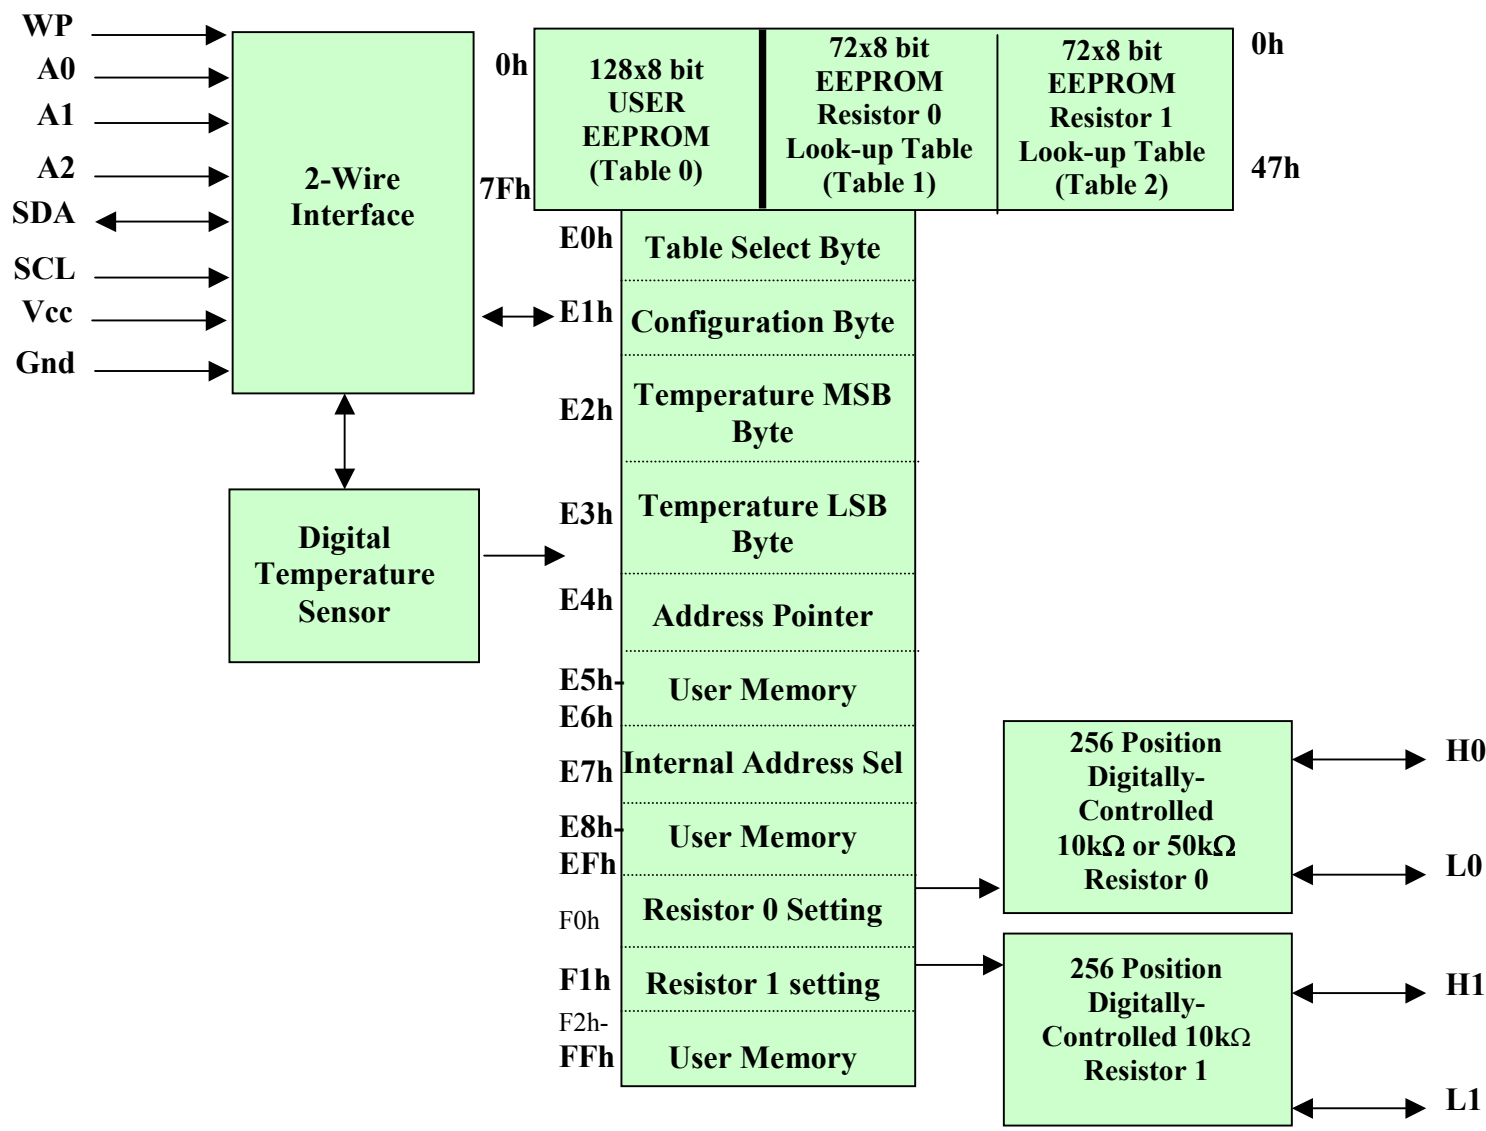 WP
A0
A1
A2
SDA
SCL
Vcc
Gnd
2-Wire
Interface
Digital
Temperature
Sensor
0h
7Fh
128x8 bit
USER
EEPROM
(Table 0)
72x8 bit
EEPROM
Resistor 0
Look-up Table
(Table 1)
72x8 bit
EEPROM
Resistor 1
Look-up Table
(Table 2)
0h
47h
E0h
Table Select Byte
E1h
Configuration Byte
E2h
Temperature MSB
Byte
E3h
Temperature LSB
Byte
E4h
Address Pointer
E5h-
E6h
User Memory
E7h
Internal Address Sel
E8h-
EFh
User Memory
F0h
Resistor 0 Setting
F1h
Resistor 1 setting
F2h-
FFh
User Memory
256 Position
Digitally-
Controlled
10kΩ or 50kΩ
Resistor 0
H0
L0
256 Position
Digitally-
Controlled 10kΩ
Resistor 1
H1
L1